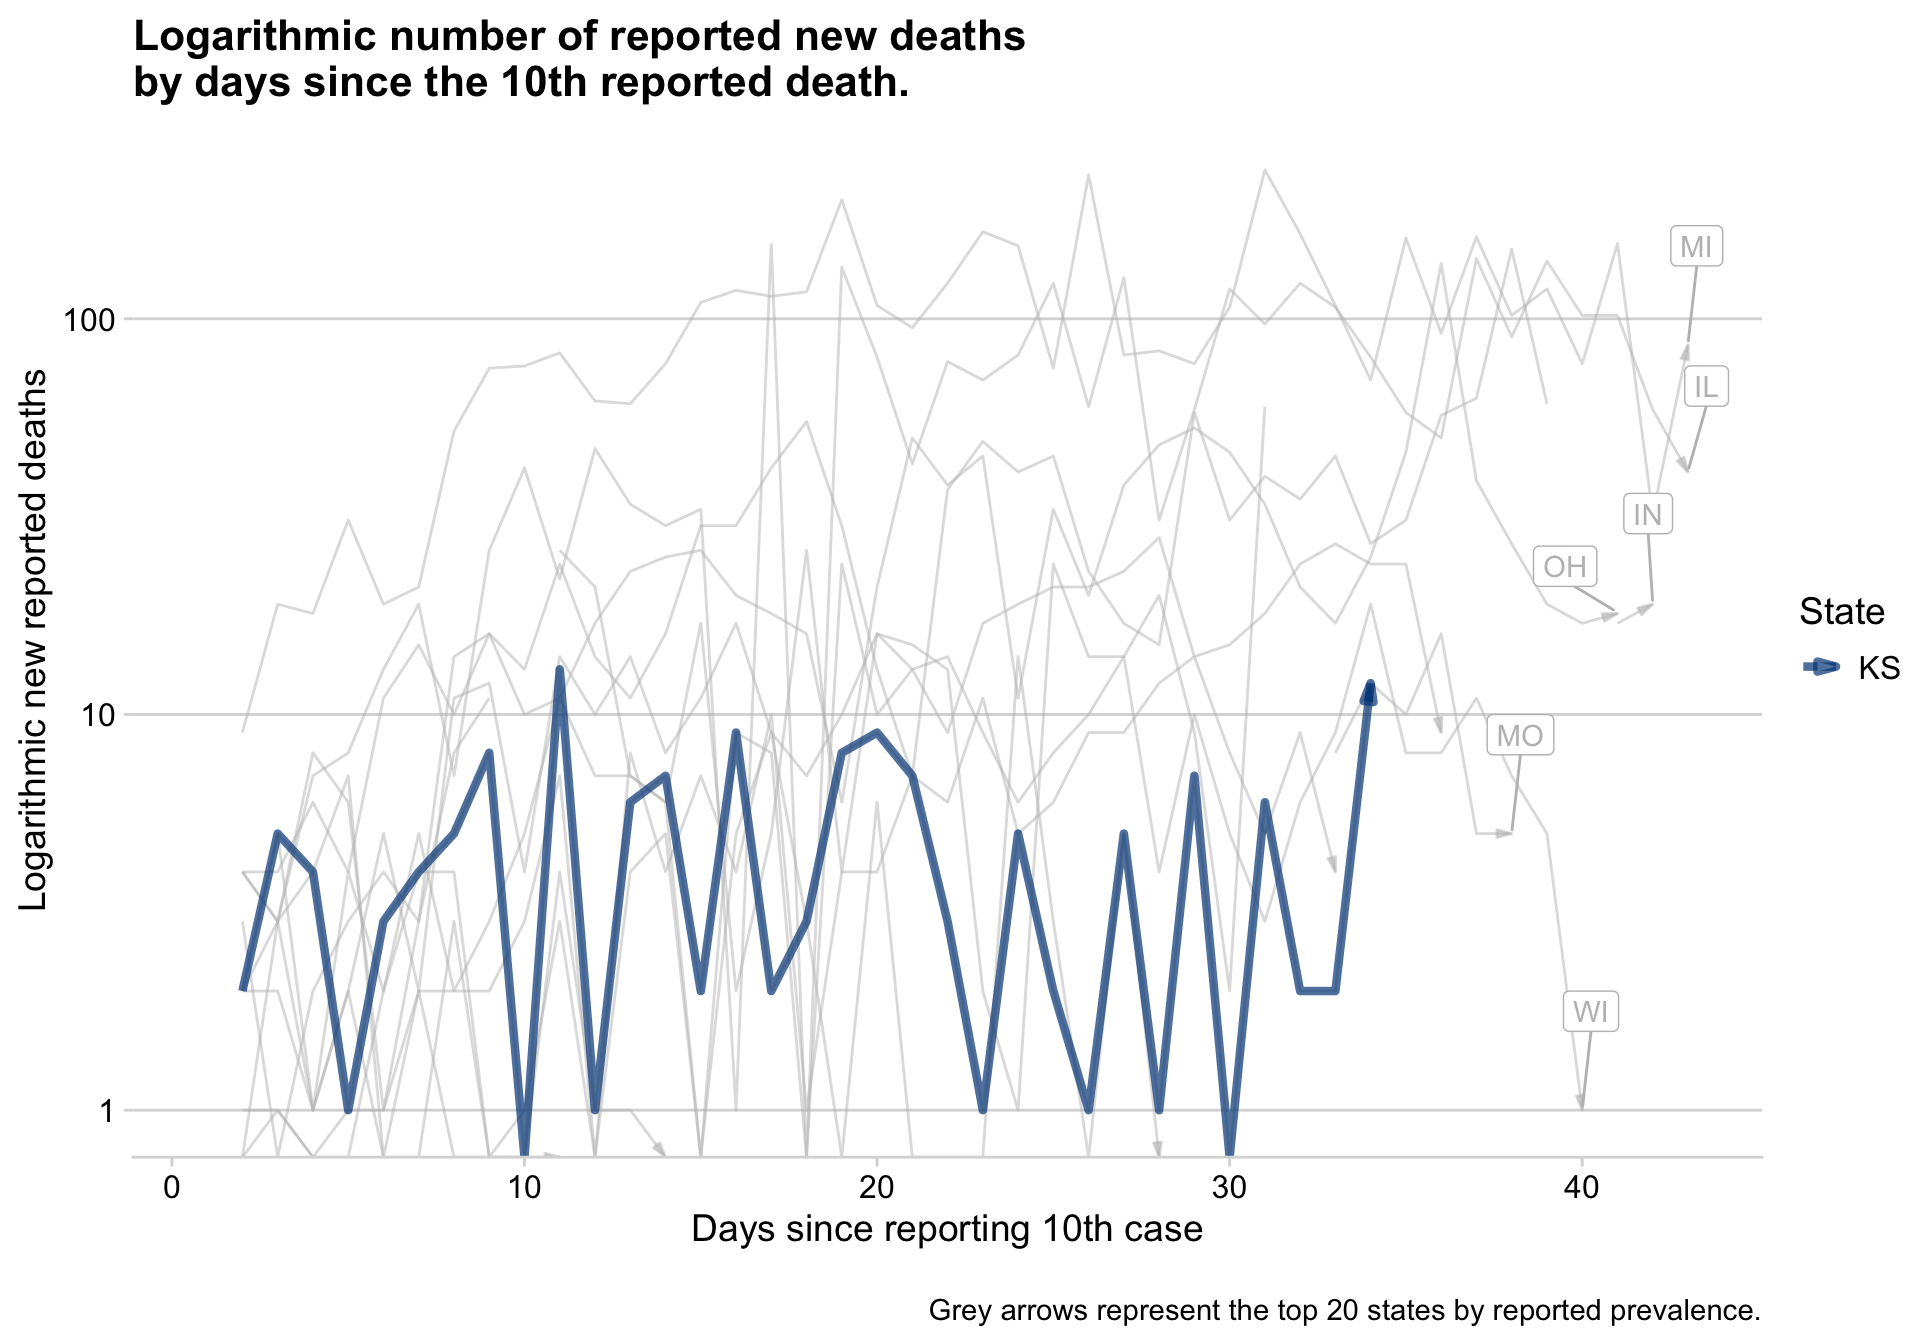 Logarithmic number of reported new deaths
by days since the 10th reported death.
Logarithmic new reported deaths
100
10
1
MI
IL
IN
OH
MO
WI
State
KS
0
10
20
30
40
Days since reporting 10th case
Grey arrows represent the top 20 states by reported prevalence.